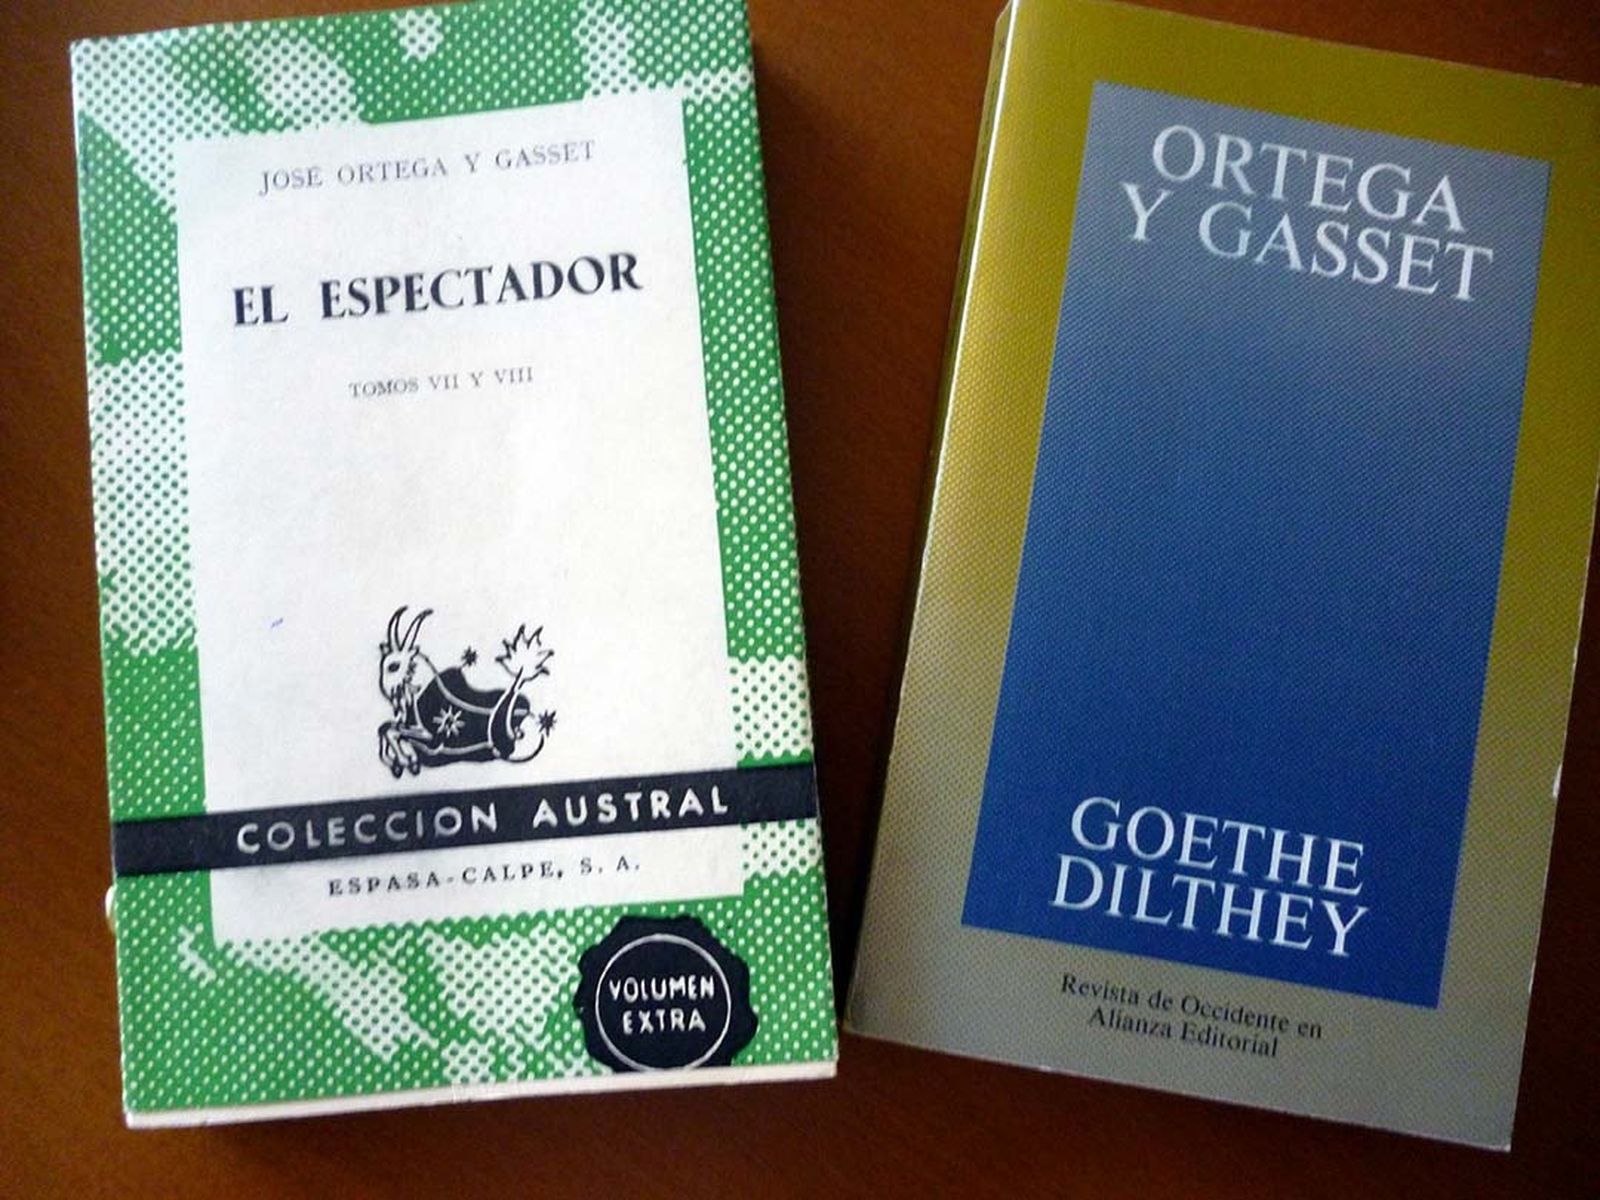 JOSE ORTEGA Y GASSET
EL ESPECTADOR
TOMOS VII Y VIII
COLECCION AUSTRAL
ESPASA-CALPE, S. A.
VOLUMEN
EXTRA
ORTEGA
Y GASSET
GOETHE
DILTHEY
Revista de Occidente en
Alianza Editorial